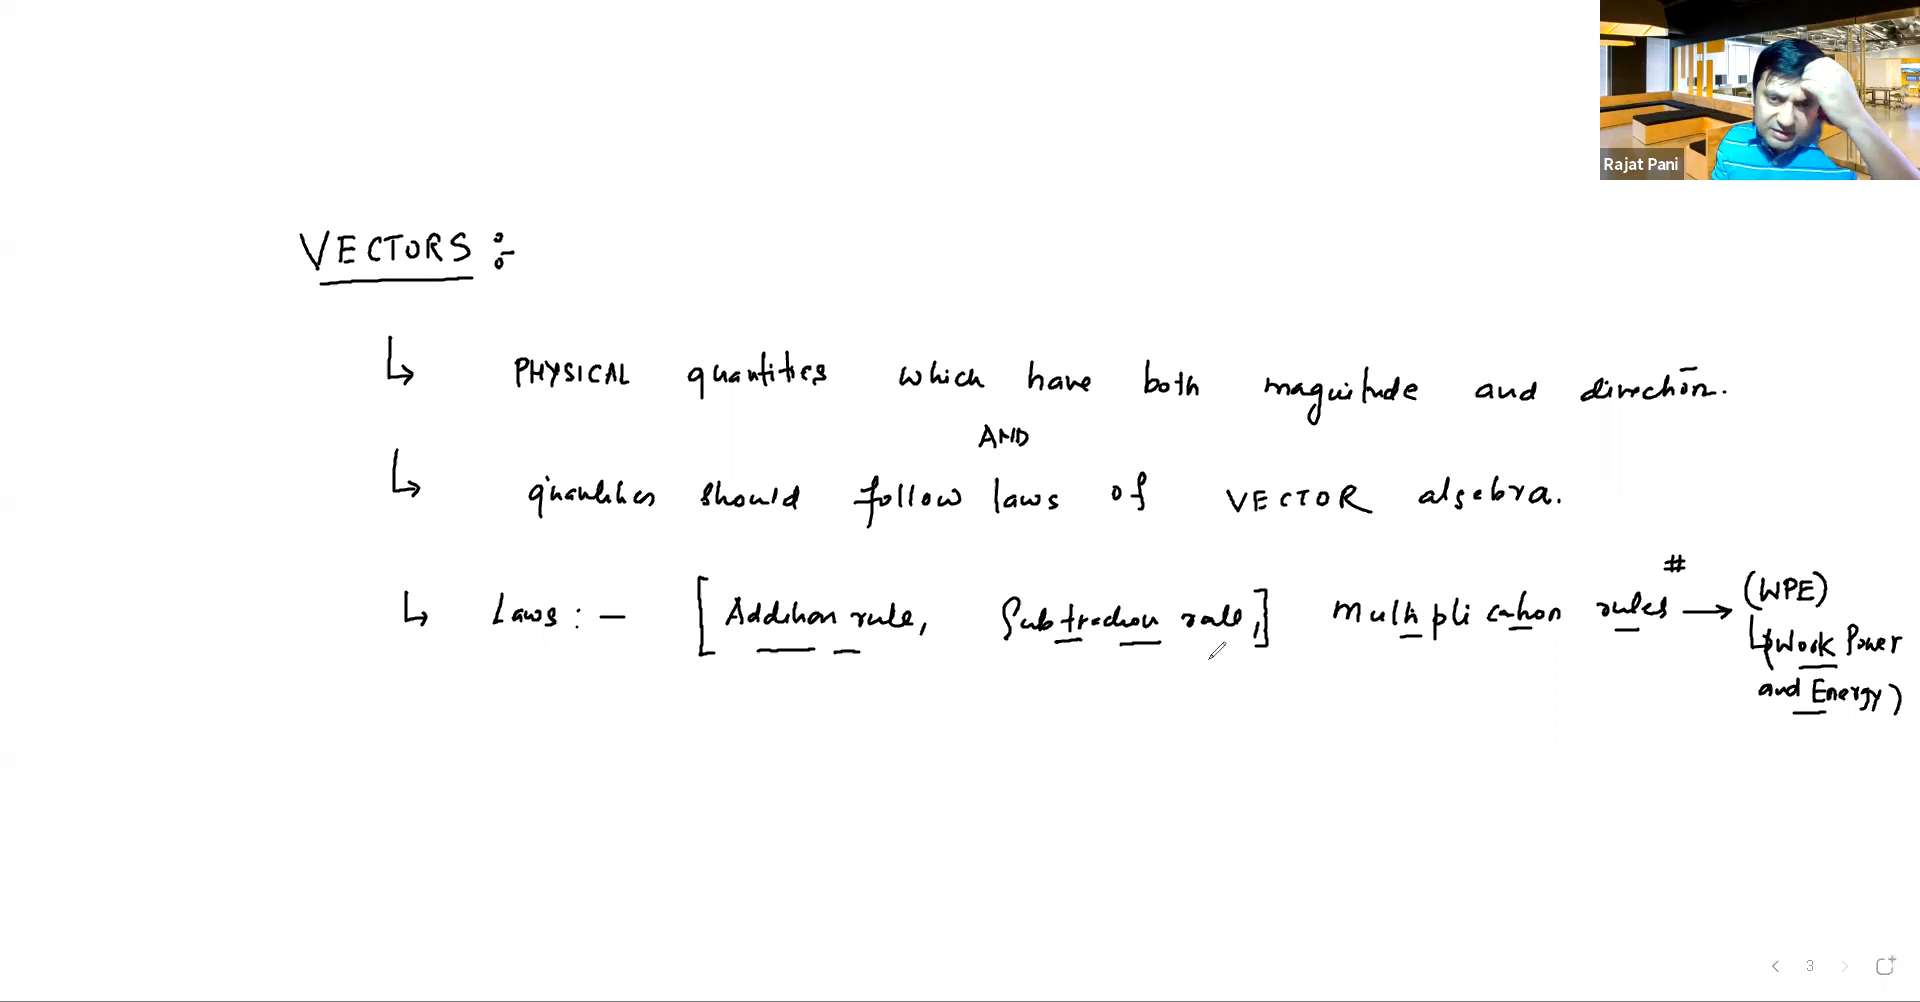 Rajat Pani
VECTORS :-
↳ PHYSICAL quantities which have both magnitude and direction.
AND
↳ quantities should follow laws of VECTOR algebra.
#
↳ Laws : - [Addition rule, Subtraction rule,] Multiplication rules → (WPE)
↳ (Work Power
and Energy)
3